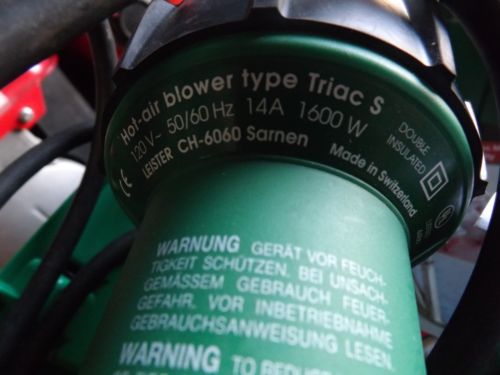 Hot-air blower type Triac S
120 V~ 50/60 Hz 14A 1600 W
LEISTER CH-6060 Sarnen
Made in Switzerland
DOUBLE
INSULATED
CE
WARNUNG GERÄT VOR FEUCH-
TIGKEIT SCHÜTZEN. BEI UNSACH-
GEMÄSSEM GEBRAUCH FEUER-
GEFAHR. VOR INBETRIEBNAHME
GEBRAUCHSANWEISUNG LESEN.
WARNING TO REDUCE